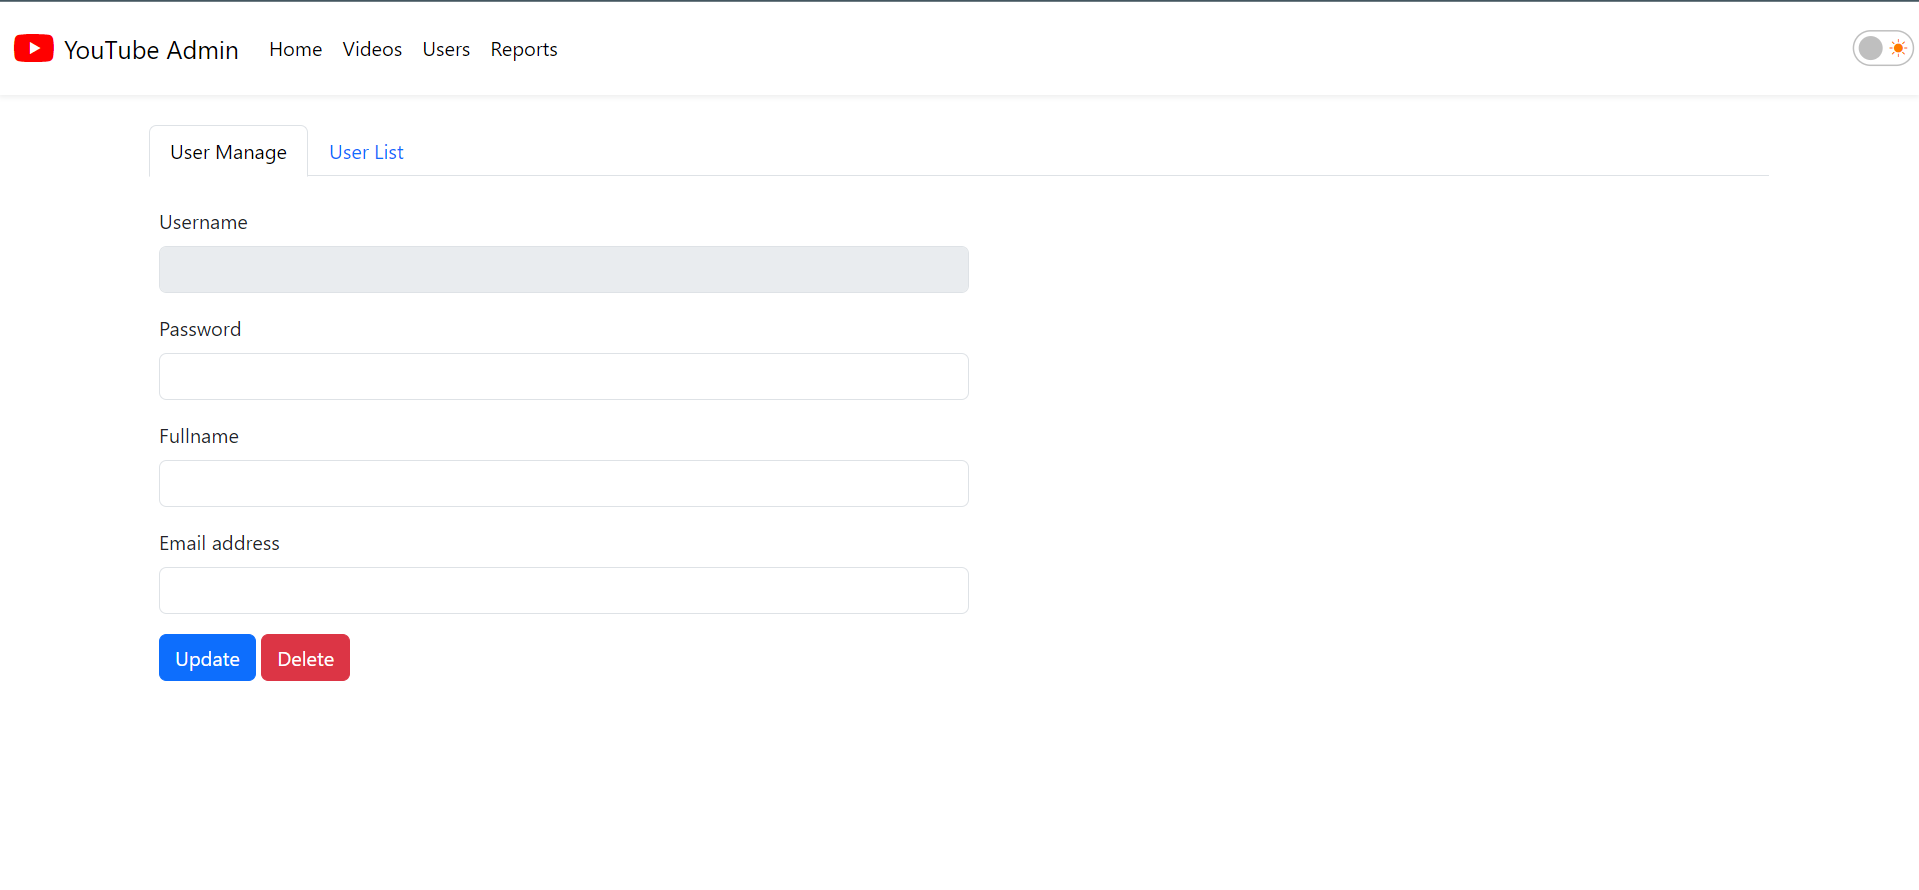 YouTube Admin Home Videos Users Reports
User Manage User List
Username
Password
Fullname
Email address
Update Delete